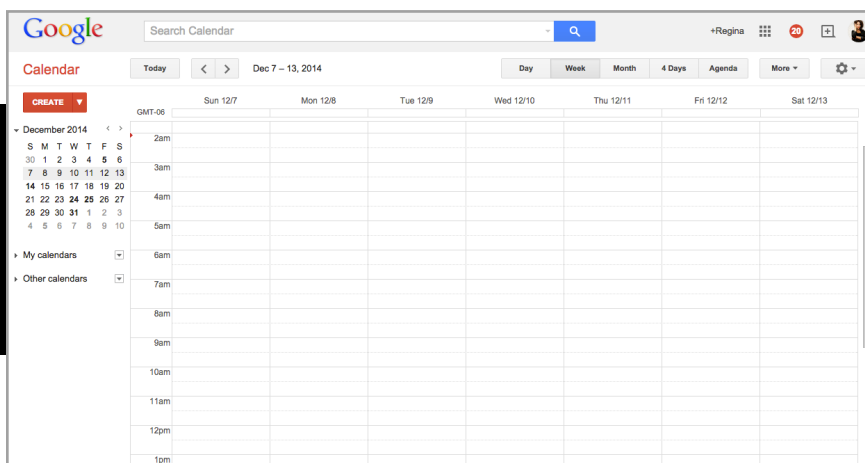 Google
Search Calendar
+Regina
20
Calendar
Today
< >
Dec 7 – 13, 2014
Day Week Month 4 Days Agenda
More
CREATE
Sun 12/7 Mon 12/8 Tue 12/9 Wed 12/10 Thu 12/11 Fri 12/12 Sat 12/13
GMT-06
December 2014 < >
S M T W T F S
30 1 2 3 4 5 6
7 8 9 10 11 12 13
14 15 16 17 18 19 20
21 22 23 24 25 26 27
28 29 30 31 1 2 3
4 5 6 7 8 9 10
My calendars
Other calendars
2am
3am
4am
5am
6am
7am
8am
9am
10am
11am
12pm
1pm